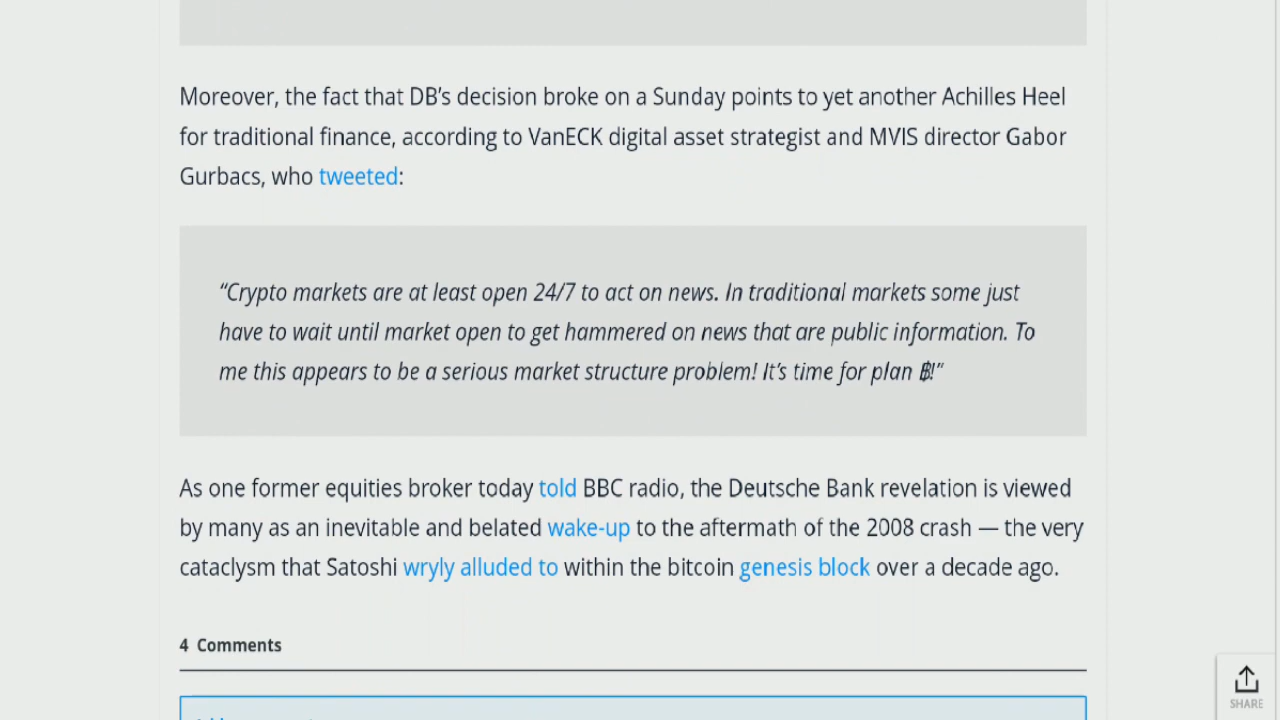 Moreover, the fact that DB's decision broke on a Sunday points to yet another Achilles Heel
for traditional finance, according to VanECK digital asset strategist and MVIS director Gabor
Gurbacs, who tweeted:
“Crypto markets are at least open 24/7 to act on news. In traditional markets some just
have to wait until market open to get hammered on news that are public information. To
me this appears to be a serious market structure problem! It’s time for plan ₿!”
As one former equities broker today told BBC radio, the Deutsche Bank revelation is viewed
by many as an inevitable and belated wake-up to the aftermath of the 2008 crash — the very
cataclysm that Satoshi wryly alluded to within the bitcoin genesis block over a decade ago.
4 Comments
SHARE